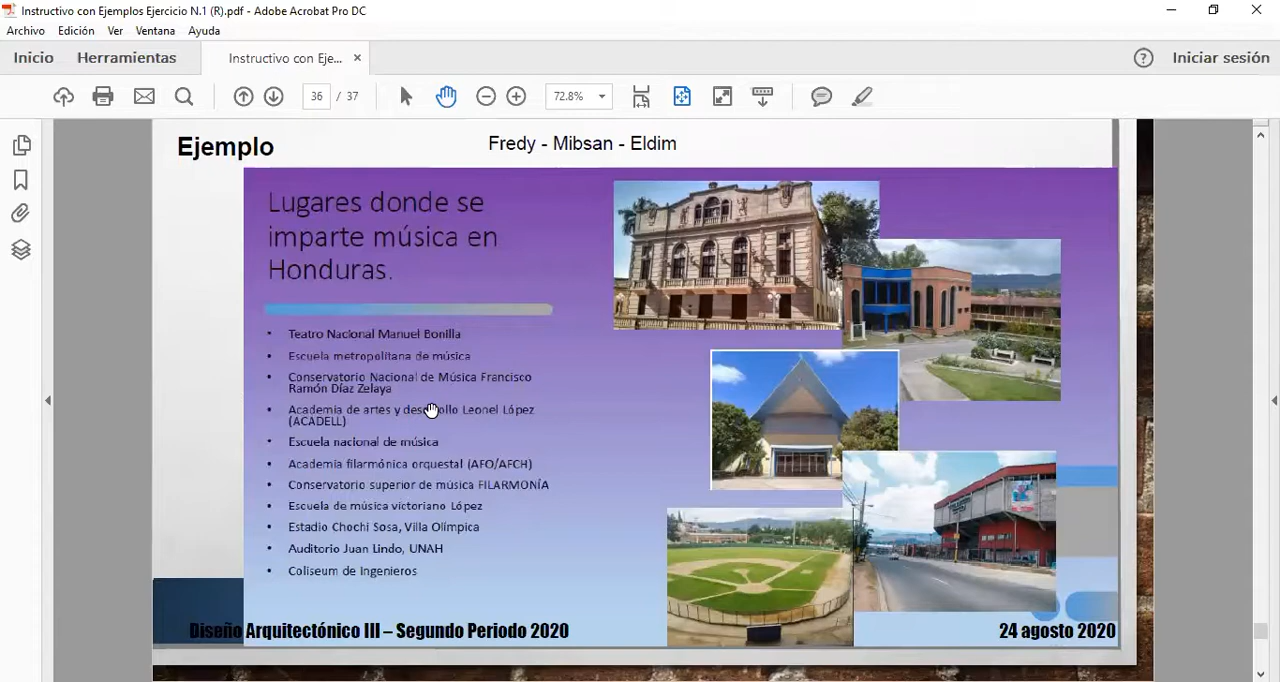 Instructivo con Ejemplos Ejercicio N.1 (R).pdf - Adobe Acrobat Pro DC
Archivo Edición Ver Ventana Ayuda
Inicio Herramientas Instructivo con Eje... × ? Iniciar sesión
36 / 37 72.8%
Ejemplo
Fredy - Mibsan - Eldim
Lugares donde se
imparte música en
Honduras.
• Teatro Nacional Manuel Bonilla
• Escuela metropolitana de música
• Conservatorio Nacional de Música Francisco
Ramón Díaz Zelaya
• Academia de artes y desarrollo Leonel López
(ACADELL)
• Escuela nacional de música
• Academia filarmónica orquestal (AFO/AFCH)
• Conservatorio superior de música FILARMONÍA
• Escuela de música victoriano López
• Estadio Chochi Sosa, Villa Olímpica
• Auditorio Juan Lindo, UNAH
• Coliseum de Ingenieros
Diseño Arquitectónico III – Segundo Periodo 2020
24 agosto 2020